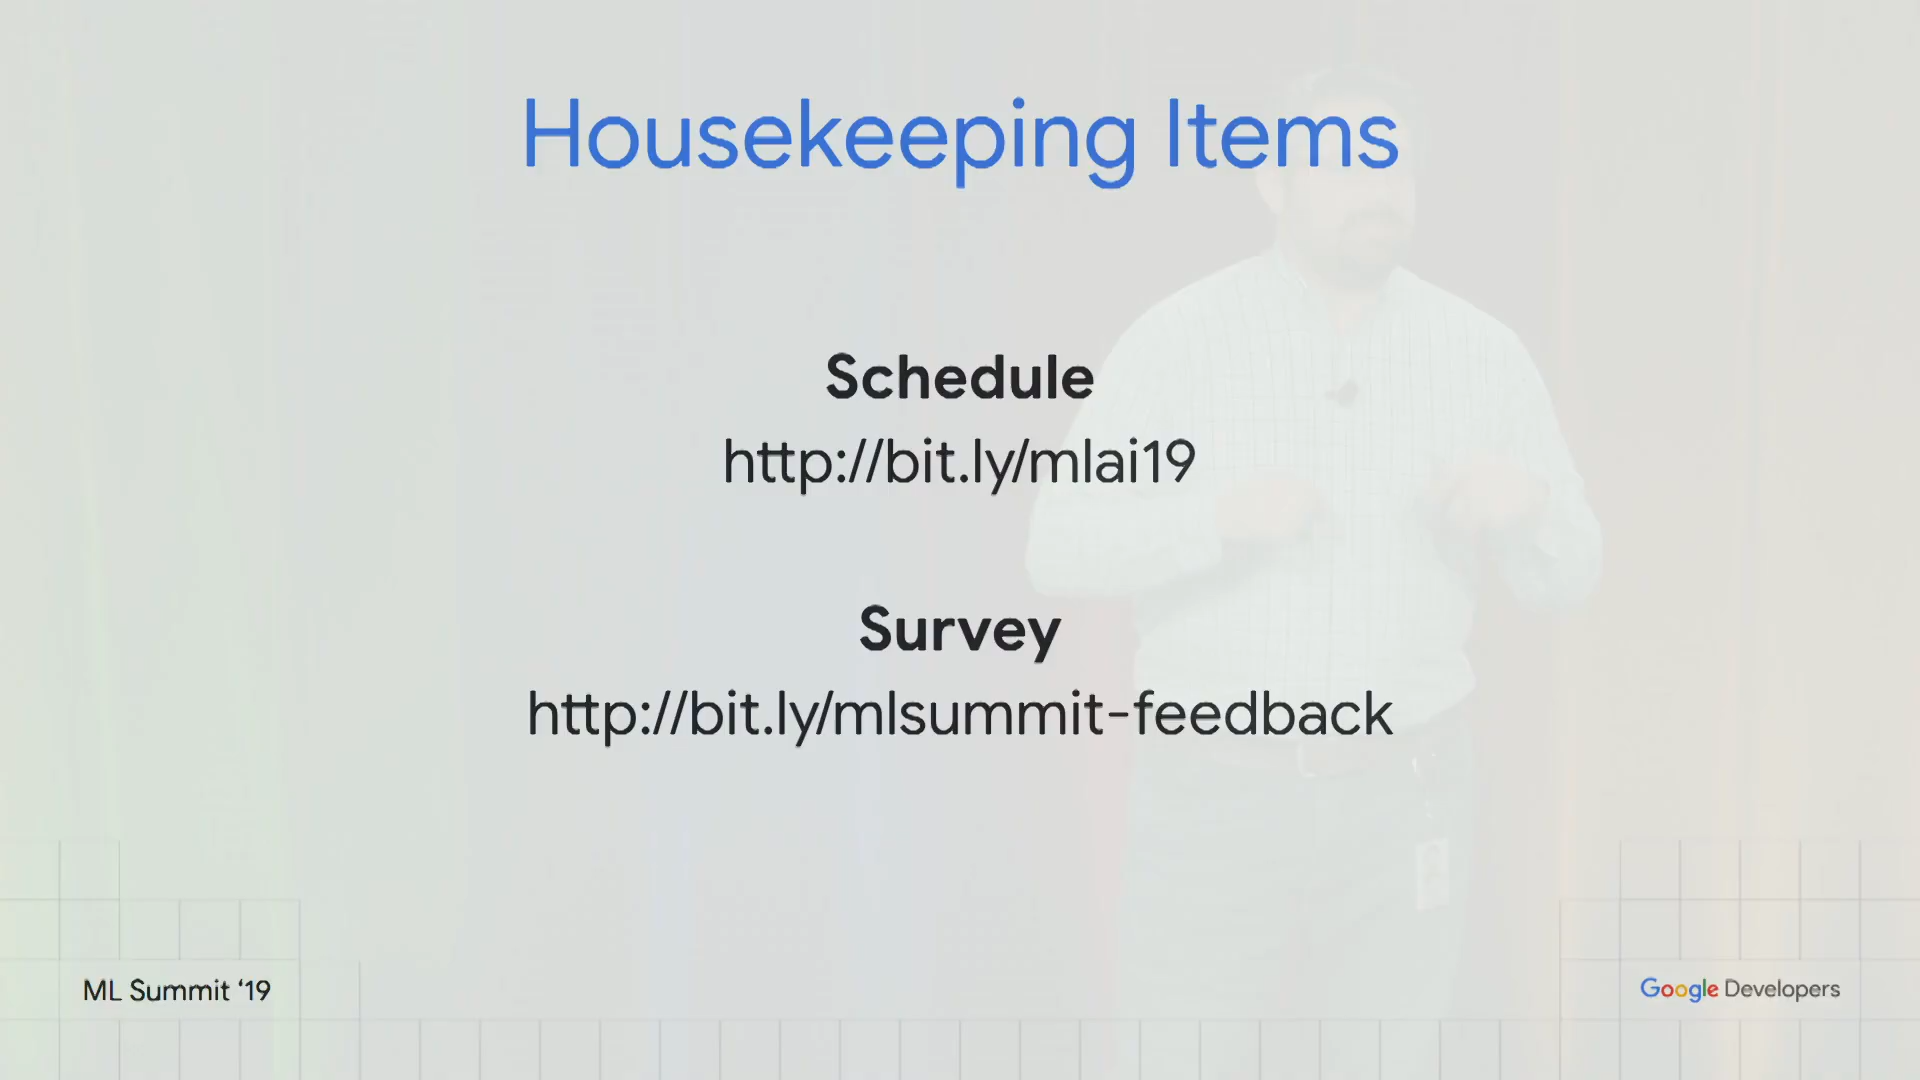 Housekeeping Items
Schedule
http://bit.ly/mlai19
Survey
http://bit.ly/mlsummit-feedback
ML Summit ‘19
Google Developers